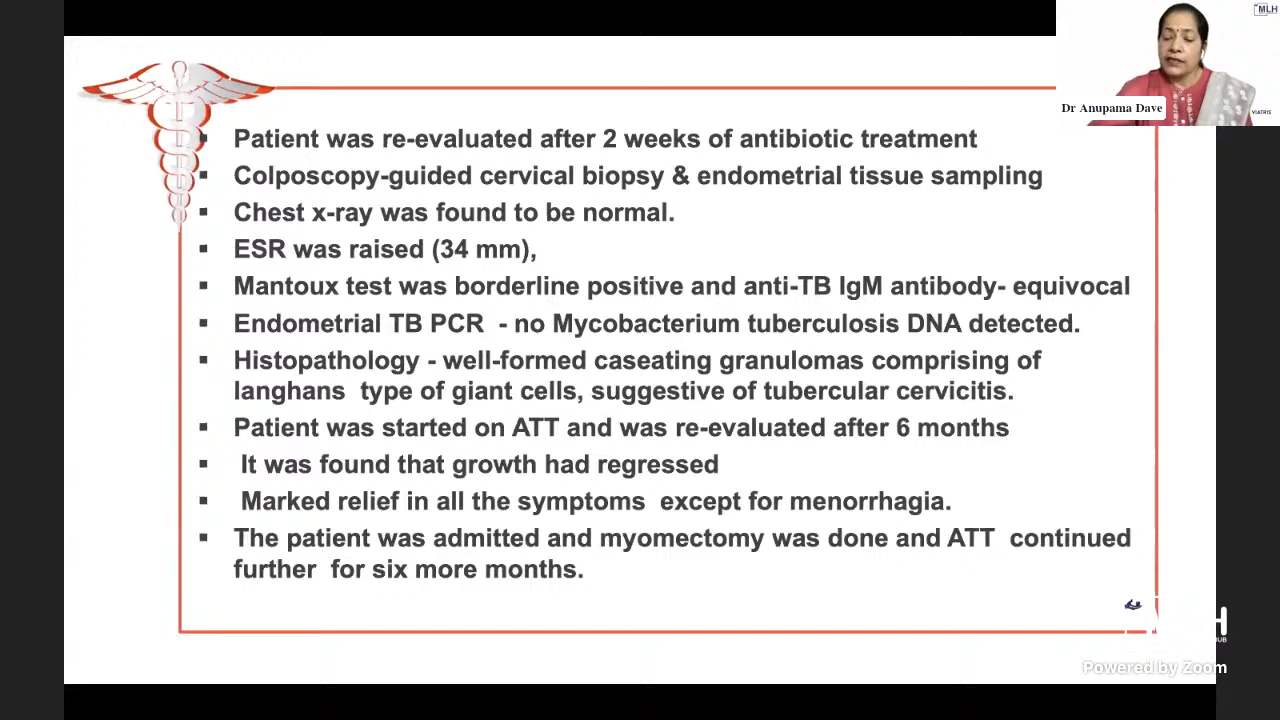 MLH
Dr Anupama Dave
VIATRIS
Patient was re-evaluated after 2 weeks of antibiotic treatment
Colposcopy-guided cervical biopsy & endometrial tissue sampling
Chest x-ray was found to be normal.
ESR was raised (34 mm),
Mantoux test was borderline positive and anti-TB IgM antibody- equivocal
Endometrial TB PCR - no Mycobacterium tuberculosis DNA detected.
Histopathology - well-formed caseating granulomas comprising of
langhans type of giant cells, suggestive of tubercular cervicitis.
Patient was started on ATT and was re-evaluated after 6 months
It was found that growth had regressed
Marked relief in all the symptoms except for menorrhagia.
The patient was admitted and myomectomy was done and ATT continued
further for six more months.
Powered by Zoom